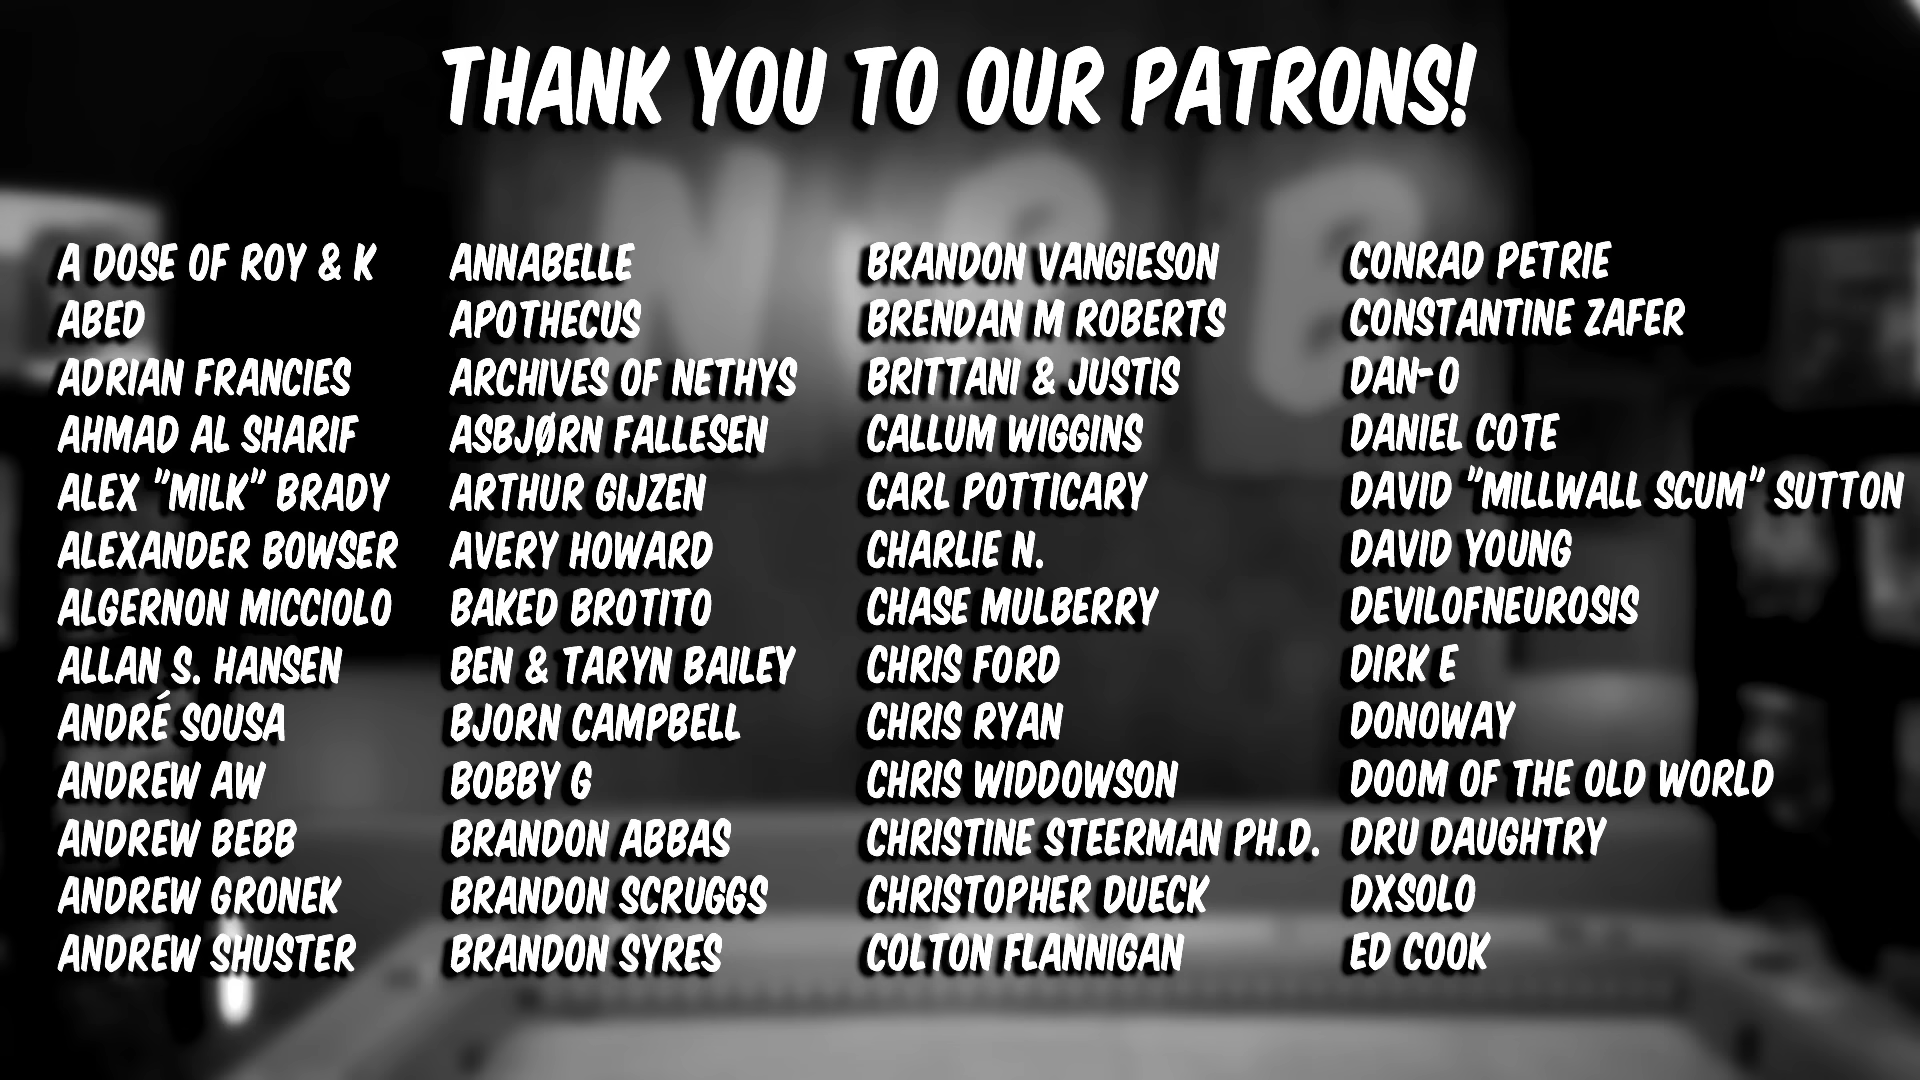 THANK YOU TO OUR PATRONS!
NCB
A DOSE OF ROY & K
ABED
ADRIAN FRANCIES
AHMAD AL SHARIF
ALEX "MILK" BRADY
ALEXANDER BOWSER
ALGERNON MICCIOLO
ALLAN S. HANSEN
ANDRÉ SOUSA
ANDREW AW
ANDREW BEBB
ANDREW GRONEK
ANDREW SHUSTER
ANNABELLE
APOTHECUS
ARCHIVES OF NETHYS
ASBJØRN FALLESEN
ARTHUR GIJZEN
AVERY HOWARD
BAKED BROTITO
BEN & TARYN BAILEY
BJORN CAMPBELL
BOBBY G
BRANDON ABBAS
BRANDON SCRUGGS
BRANDON SYRES
BRANDON VANGIESON
BRENDAN M ROBERTS
BRITTANI & JUSTIS
CALLUM WIGGINS
CARL POTTICARY
CHARLIE N.
CHASE MULBERRY
CHRIS FORD
CHRIS RYAN
CHRIS WIDDOWSON
CHRISTINE STEERMAN PH.D.
CHRISTOPHER DUECK
COLTON FLANNIGAN
CONRAD PETRIE
CONSTANTINE ZAFER
DAN-O
DANIEL COTE
DAVID "MILLWALL SCUM" SUTTON
DAVID YOUNG
DEVILOFNEUROSIS
DIRK E
DONOWAY
DOOM OF THE OLD WORLD
DRU DAUGHTRY
DXSOLO
ED COOK